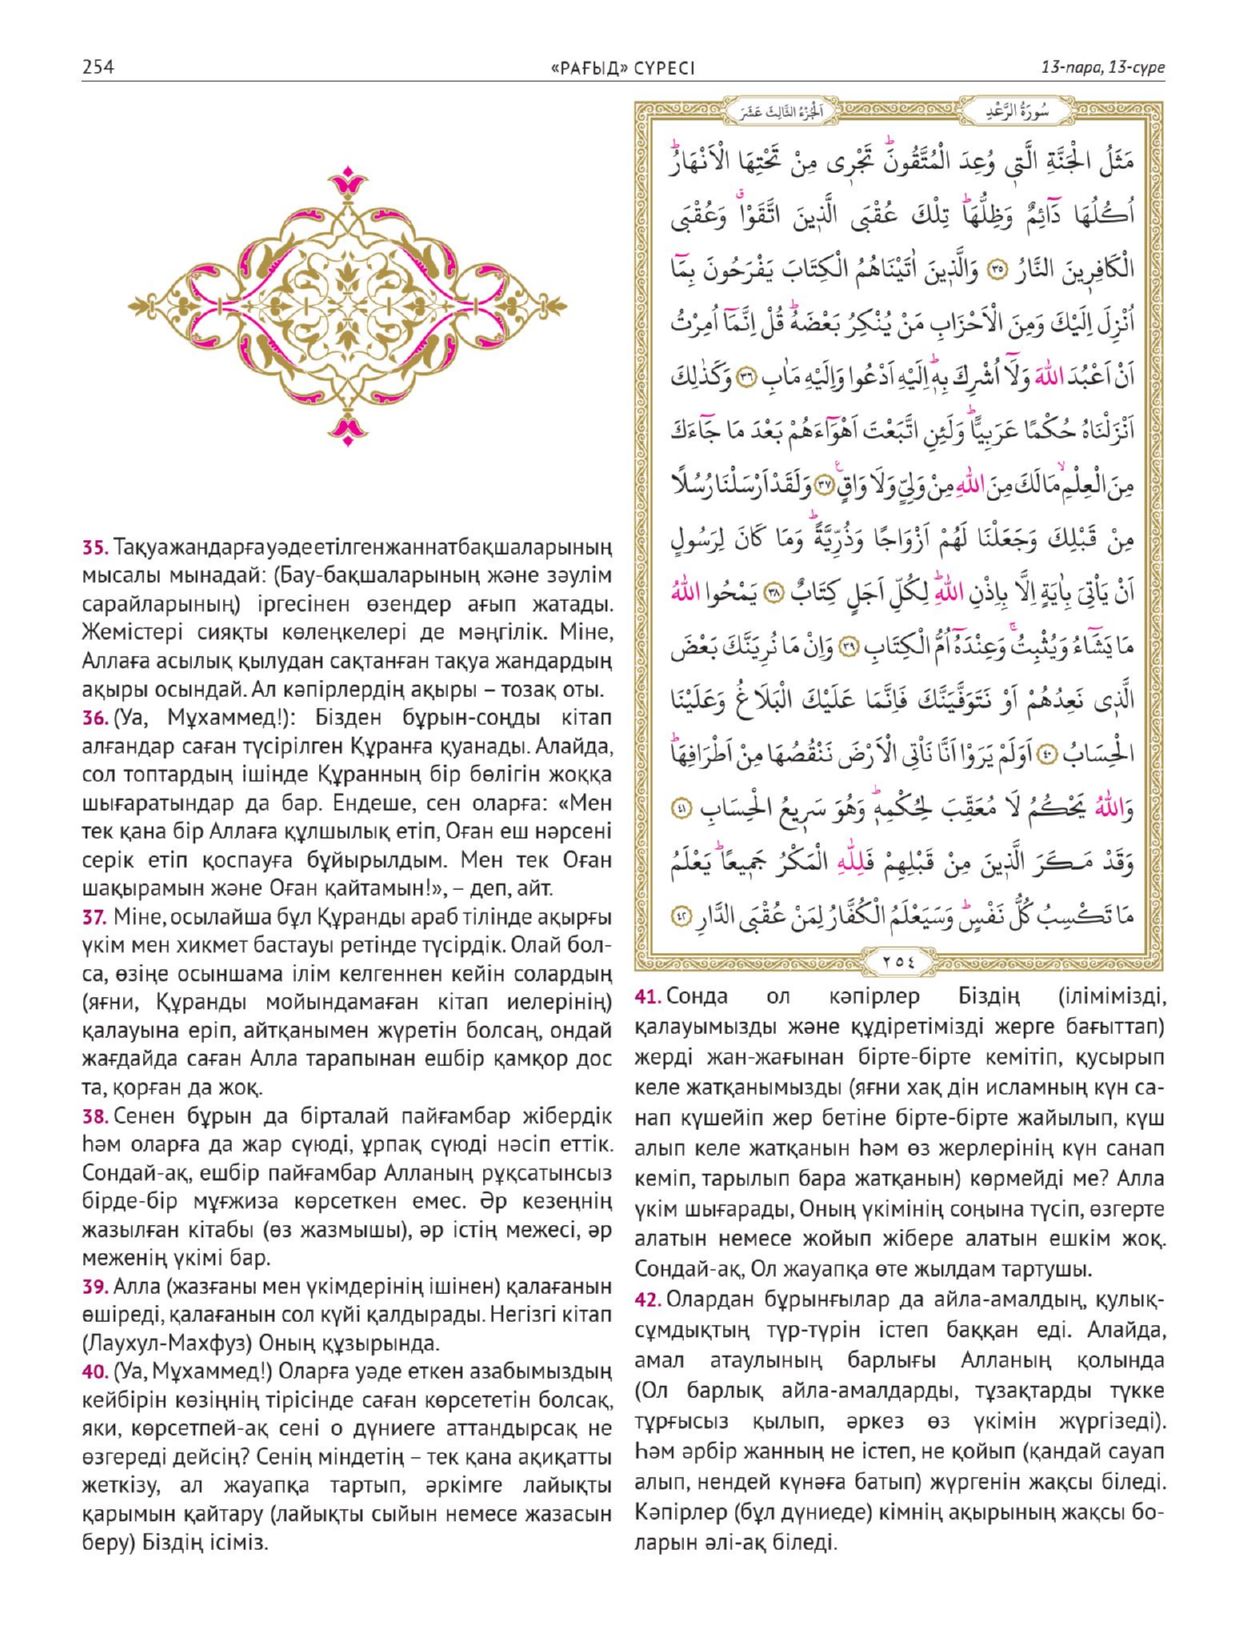 254
«РАҒЫД» СҮРЕСІ
13-пара, 13-сүре
اَلْجُزْءُ الثَّالِثَ عَشَرَ
سُورَةُ الرَّعْدِ
مَثَلُ الْجَنَّةِ الَّتٖي وُعِدَ الْمُتَّقُونَؕ تَجْرٖى مِنْ تَحْتِهَا الْاَنْهَارُؕ
اُكُلُهَا دَٓائِمٌ وَظِلُّهَاؕ تِلْكَ عُقْبَى الَّذٖينَ اتَّقَوْاۗ وَعُقْبَى
الْكَافِرٖينَ النَّارُ ﴿٣٥﴾ وَالَّذٖينَ اٰتَيْنَاهُمُ الْكِتَابَ يَفْرَحُونَ بِمَٓا
اُنْزِلَ اِلَيْكَ وَمِنَ الْاَحْزَابِ مَنْ يُنْكِرُ بَعْضَهُؕ قُلْ اِنَّمَٓا اُمِرْتُ
اَنْ اَعْبُدَ اللّٰهَ وَلَٓا اُشْرِكَ بِهٖؕ اِلَيْهِ اَدْعُوا وَاِلَيْهِ مَاٰبِ ﴿٣٦﴾ وَكَذٰلِكَ
اَنْزَلْنَاهُ حُكْمًا عَرَبِيًّاؕ وَلَئِنِ اتَّبَعْتَ اَهْوَٓاءَهُمْ بَعْدَ مَا جَٓاءَكَ
مِنَ الْعِلْمِۙ مَالَكَ مِنَ اللّٰهِ مِنْ وَلِيٍّ وَلَا وَاقٍ ﴿٣٧﴾ وَلَقَدْ اَرْسَلْنَا رُسُلًا
مِنْ قَبْلِكَ وَجَعَلْنَا لَهُمْ اَزْوَاجًا وَذُرِّيَّةًؕ وَمَا كَانَ لِرَسُولٍ
اَنْ يَأْتِيَ بِاٰيَةٍ اِلَّا بِاِذْنِ اللّٰهِؕ لِكُلِّ اَجَلٍ كِتَابٌ ﴿٣٨﴾ يَمْحُوا اللّٰهُ
مَا يَشَٓاءُ وَيُثْبِتُۚ وَعِنْدَهُٓ اُمُّ الْكِتَابِ ﴿٣٩﴾ وَاِنْ مَا نُرِيَنَّكَ بَعْضَ
الَّذٖى نَعِدُهُمْ اَوْ نَتَوَفَّيَنَّكَ فَاِنَّمَا عَلَيْكَ الْبَلَاغُ وَعَلَيْنَا
الْحِسَابُ ﴿٤٠﴾ اَوَلَمْ يَرَوْا اَنَّا نَأْتِي الْاَرْضَ نَنْقُصُهَا مِنْ اَطْرَافِهَاؕ
وَاللّٰهُ يَحْكُمُ لَا مُعَقِّبَ لِحُكْمِهٖؕ وَهُوَ سَرٖيعُ الْحِسَابِ ﴿٤١﴾
وَقَدْ مَكَرَ الَّذٖينَ مِنْ قَبْلِهِمْ فَلِلّٰهِ الْمَكْرُ جَمٖيعًاؕ يَعْلَمُ
مَا تَكْسِبُ كُلُّ نَفْسٍؕ وَسَيَعْلَمُ الْكُفَّارُ لِمَنْ عُقْبَى الدَّارِ ﴿٤٢﴾
٢٥٤
35. Тақуа жандарға уәде етілген жаннат бақшаларының
мысалы мынадай: (Бау-бақшаларының және зәулім
сарайларының) іргесінен өзендер ағып жатады.
Жемістері сияқты көлеңкелері де мәңгілік. Міне,
Аллаға асылық қылудан сақтанған тақуа жандардың
ақыры осындай. Ал кәпірлердің ақыры – тозақ оты.
36. (Уа, Мұхаммед!): Бізден бұрын-соңды кітап
алғандар саған түсірілген Құранға қуанады. Алайда,
сол топтардың ішінде Құранның бір бөлігін жоққа
шығаратындар да бар. Ендеше, сен оларға: «Мен
тек қана бір Аллаға құлшылық етіп, Оған еш нәрсені
серік етіп қоспауға бұйырылдым. Мен тек Оған
шақырамын және Оған қайтамын!», – деп, айт.
37. Міне, осылайша бұл Құранды араб тілінде ақырғы
үкім мен хикмет бастауы ретінде түсірдік. Олай бол-
са, өзіңе осыншама ілім келгеннен кейін солардың
(яғни, Құранды мойындамаған кітап иелерінің)
қалауына еріп, айтқанымен жүретін болсаң, ондай
жағдайда саған Алла тарапынан ешбір қамқор дос
та, қорған да жоқ.
38. Сенен бұрын да бірталай пайғамбар жібердік
һәм оларға да жар сүюді, ұрпақ сүюді нәсіп еттік.
Сондай-ақ, ешбір пайғамбар Алланың рұқсатынсыз
бірде-бір мұғжиза көрсеткен емес. Әр кезеңнің
жазылған кітабы (өз жазмышы), әр істің межесі, әр
меженің үкімі бар.
39. Алла (жазғаны мен үкімдерінің ішінен) қалағанын
өшіреді, қалағанын сол күйі қалдырады. Негізгі кітап
(Лаухул-Махфуз) Оның құзырында.
40. (Уа, Мұхаммед!) Оларға уәде еткен азабымыздың
кейбірін көзіңнің тірісінде саған көрсететін болсақ,
яки, көрсетпей-ақ сені о дүниеге аттандырсақ не
өзгереді дейсің? Сенің міндетің – тек қана ақиқатты
жеткізу, ал жауапқа тартып, әркімге лайықты
қарымын қайтару (лайықты сыйын немесе жазасын
беру) Біздің ісіміз.
41. Сонда ол кәпірлер Біздің (ілімімізді,
қалауымызды және құдіретімізді жерге бағыттап)
жерді жан-жағынан бірте-бірте кемітіп, қусырып
келе жатқанымызды (яғни хақ дін исламның күн са-
нап күшейіп жер бетіне бірте-бірте жайылып, күш
алып келе жатқанын һәм өз жерлерінің күн санап
кеміп, тарылып бара жатқанын) көрмейді ме? Алла
үкім шығарады, Оның үкімінің соңына түсіп, өзгерте
алатын немесе жойып жібере алатын ешкім жоқ.
Сондай-ақ, Ол жауапқа өте жылдам тартушы.
42. Олардан бұрынғылар да айла-амалдың, қулық-
сұмдықтың түр-түрін істеп баққан еді. Алайда,
амал атаулының барлығы Алланың қолында
(Ол барлық айла-амалдарды, тұзақтарды түкке
тұрғысыз қылып, әркез өз үкімін жүргізеді).
Һәм әрбір жанның не істеп, не қойып (қандай сауап
алып, нендей күнәға батып) жүргенін жақсы біледі.
Кәпірлер (бұл дүниеде) кімнің ақырының жақсы бо-
ларын әлі-ақ біледі.